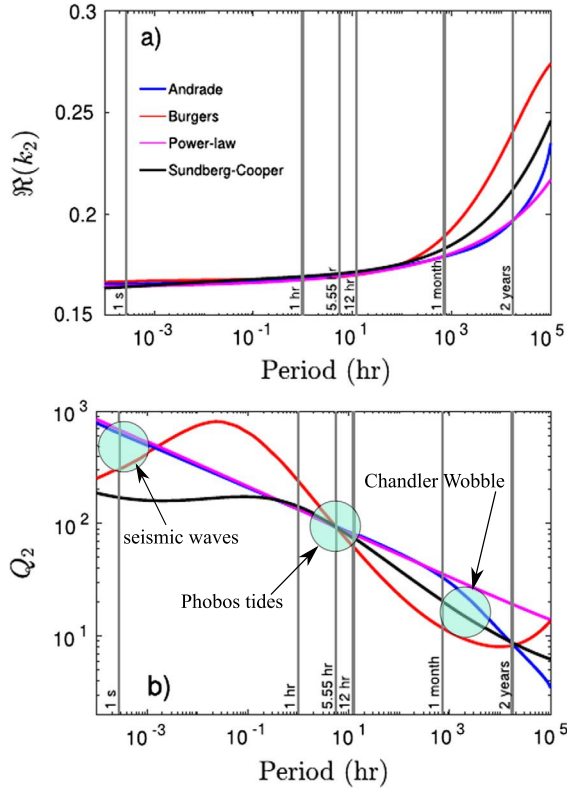 0.3
a)
Andrade
Burgers
Power-law
Sundberg-Cooper
0.25
0.2
0.15
ℜ(k₂)
1 s
1 hr
5.55 hr
12 hr
1 month
2 years
10⁻³ 10⁻¹ 10¹ 10³ 10⁵
Period (hr)
10³
10²
10¹
Q₂
Chandler Wobble
seismic waves
Phobos tides
b)
1 s
1 hr
5.55 hr
12 hr
1 month
2 years
10⁻³ 10⁻¹ 10¹ 10³ 10⁵
Period (hr)